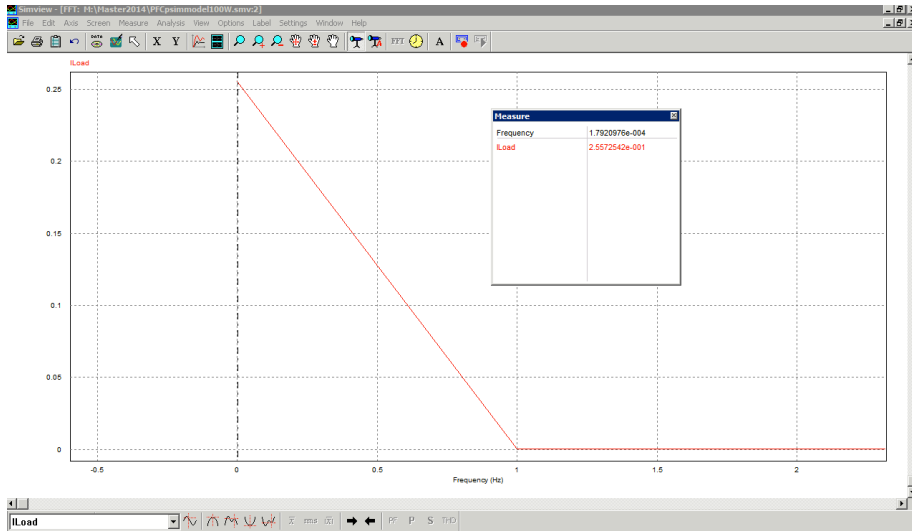 Simview - [FFT: M:\Master2014\PFCpsimmodel100W.smv:2]
File Edit Axis Screen Measure Analysis View Options Label Settings Window Help
DATA X Y FFT A
ILoad
0.25
0.2
0.15
0.1
0.05
0
-0.5 0 0.5 1 1.5 2
Frequency (Hz)
Measure
Frequency 1.7920976e-004
ILoad 2.5572542e-001
ILoad x rms |x| PF P S THD